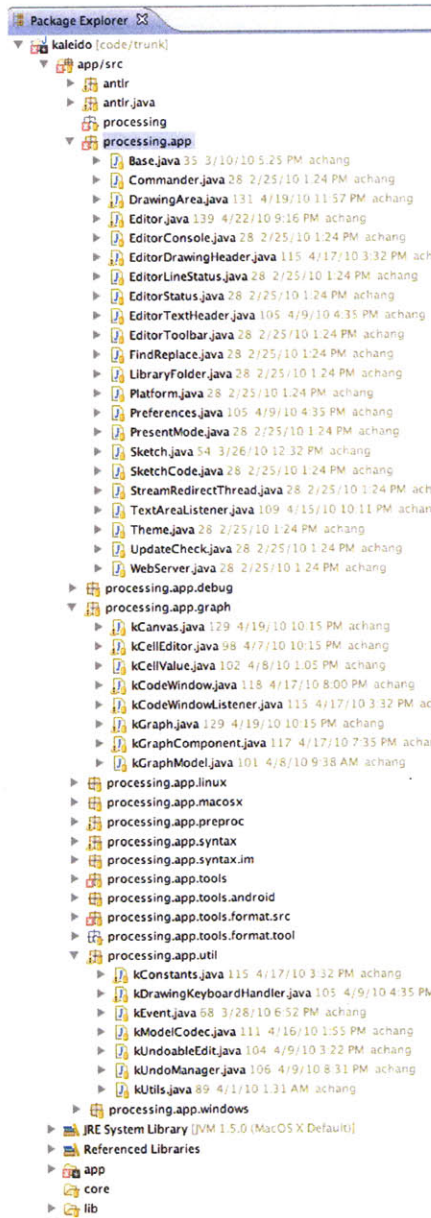 Package Explorer
kaleido [code/trunk]
app/src
antlr
antlr.java
processing
processing.app
Base.java 35 3/10/10 5:25 PM achang
Commander.java 28 2/25/10 1:24 PM achang
DrawingArea.java 131 4/19/10 11:57 PM achang
Editor.java 139 4/22/10 9:16 PM achang
EditorConsole.java 28 2/25/10 1:24 PM achang
EditorDrawingHeader.java 115 4/17/10 3:32 PM ach
EditorLineStatus.java 28 2/25/10 1:24 PM achang
EditorStatus.java 28 2/25/10 1:24 PM achang
EditorTextHeader.java 105 4/9/10 4:35 PM achang
EditorToolbar.java 28 2/25/10 1:24 PM achang
FindReplace.java 28 2/25/10 1:24 PM achang
LibraryFolder.java 28 2/25/10 1:24 PM achang
Platform.java 28 2/25/10 1:24 PM achang
Preferences.java 105 4/9/10 4:35 PM achang
PresentMode.java 28 2/25/10 1:24 PM achang
Sketch.java 54 3/26/10 12:32 PM achang
SketchCode.java 28 2/25/10 1:24 PM achang
StreamRedirectThread.java 28 2/25/10 1:24 PM ach
TextAreaListener.java 109 4/15/10 10:11 PM achan
Theme.java 28 2/25/10 1:24 PM achang
UpdateCheck.java 28 2/25/10 1:24 PM achang
WebServer.java 28 2/25/10 1:24 PM achang
processing.app.debug
processing.app.graph
kCanvas.java 129 4/19/10 10:15 PM achang
kCellEditor.java 98 4/7/10 10:15 PM achang
kCellValue.java 102 4/8/10 1:05 PM achang
kCodeWindow.java 118 4/17/10 8:00 PM achang
kCodeWindowListener.java 115 4/17/10 3:32 PM ac
kGraph.java 129 4/19/10 10:15 PM achang
kGraphComponent.java 117 4/17/10 7:35 PM achan
kGraphModel.java 101 4/8/10 9:38 AM achang
processing.app.linux
processing.app.macosx
processing.app.preproc
processing.app.syntax
processing.app.syntax.im
processing.app.tools
processing.app.tools.android
processing.app.tools.format.src
processing.app.tools.format.tool
processing.app.util
kConstants.java 115 4/17/10 3:32 PM achang
kDrawingKeyboardHandler.java 105 4/9/10 4:35 PM
kEvent.java 68 3/28/10 6:52 PM achang
kModelCodec.java 111 4/16/10 1:55 PM achang
kUndoableEdit.java 104 4/9/10 3:22 PM achang
kUndoManager.java 106 4/9/10 8:31 PM achang
kUtils.java 89 4/1/10 1:31 AM achang
processing.app.windows
JRE System Library [JVM 1.5.0 (MacOS X Default)]
Referenced Libraries
app
core
lib